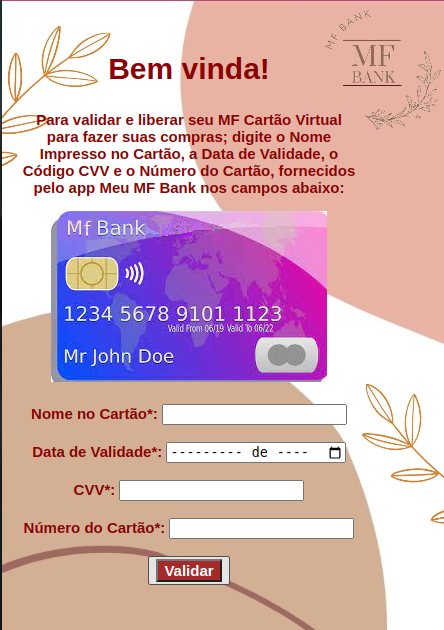 MF BANK
MF
BANK
Bem vinda!
Para validar e liberar seu MF Cartão Virtual
para fazer suas compras; digite o Nome
Impresso no Cartão, a Data de Validade, o
Código CVV e o Número do Cartão, fornecidos
pelo app Meu MF Bank nos campos abaixo:
Mf Bank
1234 5678 9101 1123
Valid From 06/19 Valid To 06/22
Mr John Doe
Nome no Cartão*:
Data de Validade*: --------- de ----
CVV*:
Número do Cartão*:
Validar